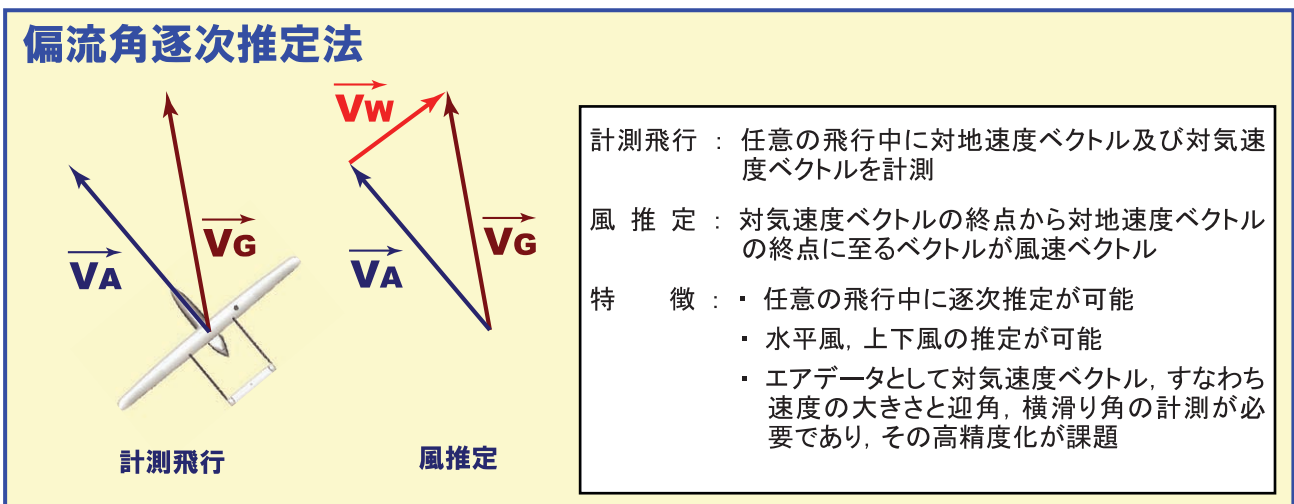 偏流角逐次推定法
VW
VG
VA
VG
VA
計測飛行
風推定
計測飛行 : 任意の飛行中に対地速度ベクトル及び対気速
度ベクトルを計測
風 推 定 : 対気速度ベクトルの終点から対地速度ベクトル
の終点に至るベクトルが風速ベクトル
特 徴 : ・ 任意の飛行中に逐次推定が可能
・ 水平風, 上下風の推定が可能
・ エアデータとして対気速度ベクトル, すなわち
速度の大きさと迎角, 横滑り角の計測が必
要であり, その高精度化が課題